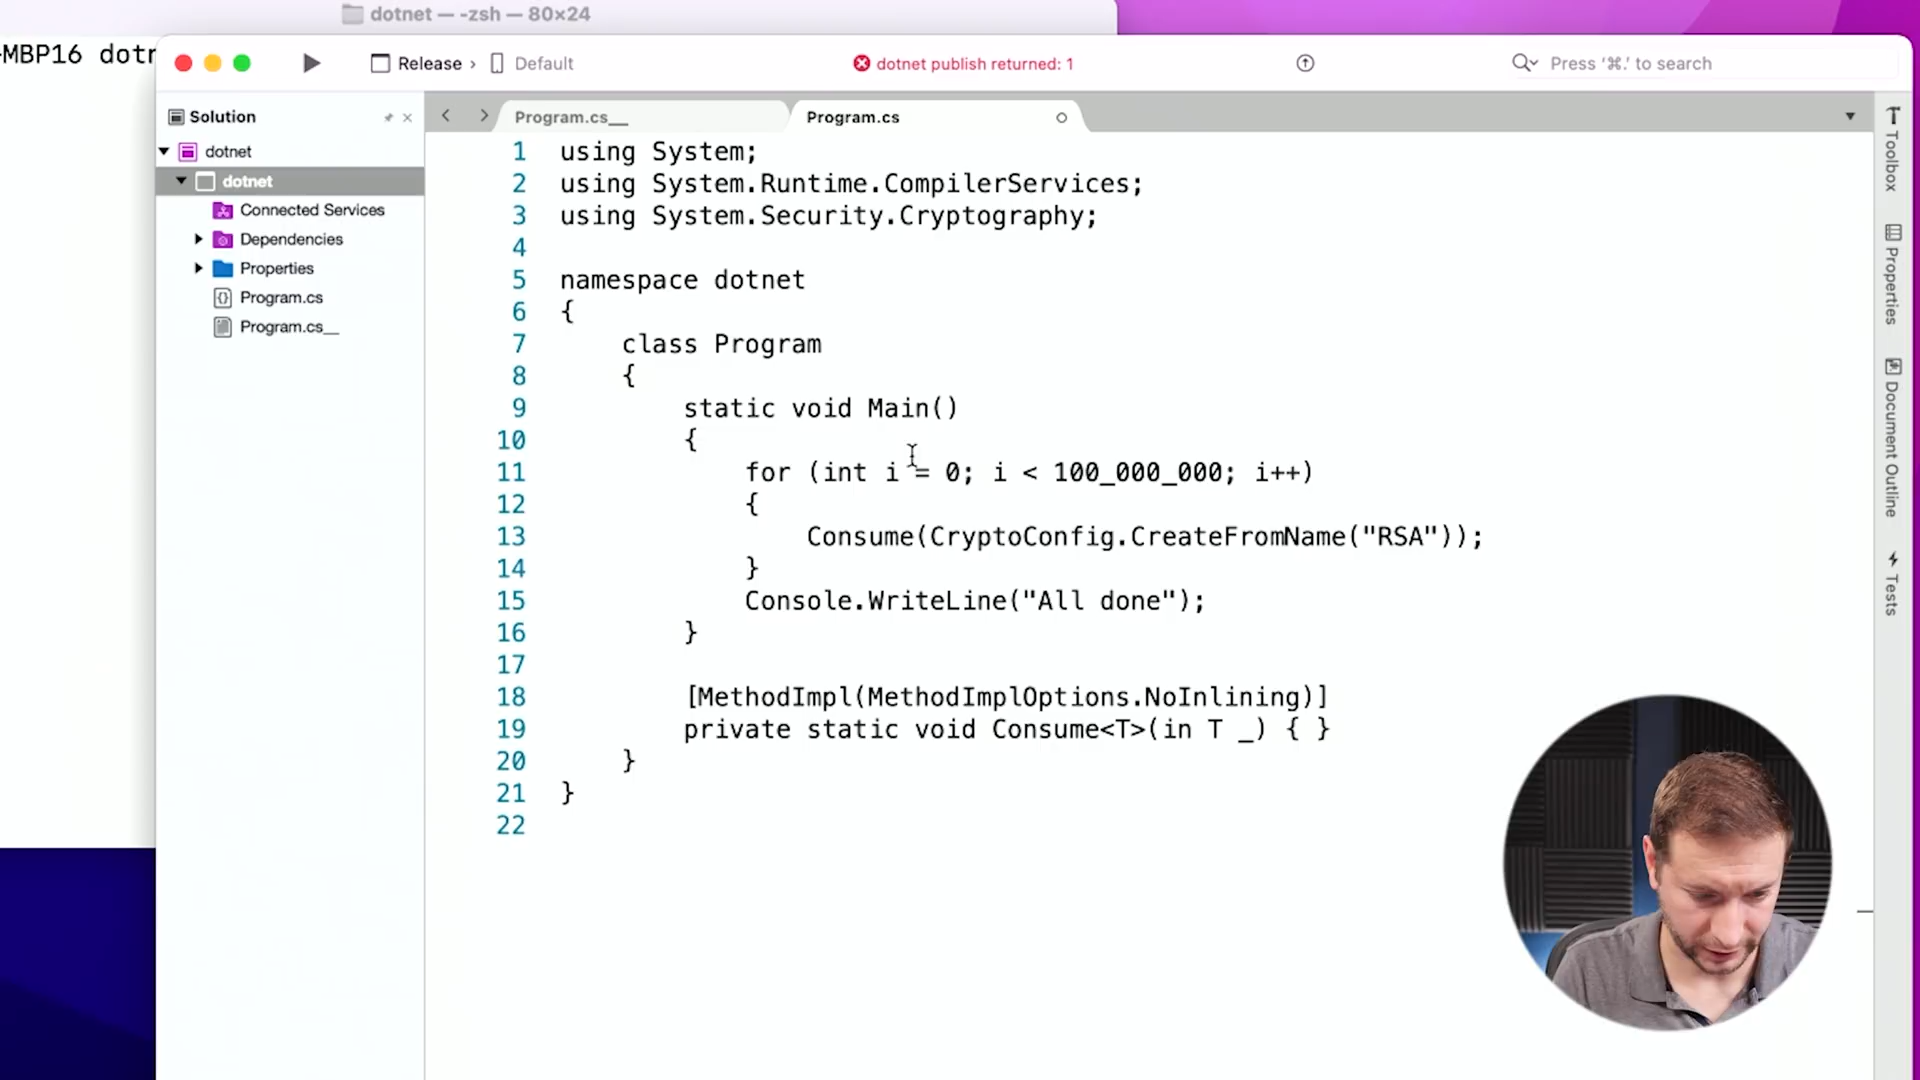 dotnet — -zsh — 80×24
-MBP16 dotn
Release › Default
dotnet publish returned: 1
Press ‘⌘.’ to search
Solution
dotnet
dotnet
Connected Services
Dependencies
Properties
Program.cs
Program.cs__
Program.cs__
Program.cs
1 using System;
2 using System.Runtime.CompilerServices;
3 using System.Security.Cryptography;
4
5 namespace dotnet
6 {
7 class Program
8 {
9 static void Main()
10 {
11 for (int i = 0; i < 100_000_000; i++)
12 {
13 Consume(CryptoConfig.CreateFromName("RSA"));
14 }
15 Console.WriteLine("All done");
16 }
17
18 [MethodImpl(MethodImplOptions.NoInlining)]
19 private static void Consume<T>(in T _) { }
20 }
21 }
22
Toolbox
Properties
Document Outline
Tests